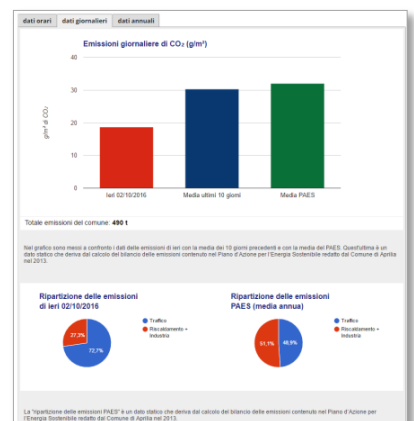 dati orari dati giornalieri dati annuali
Emissioni giornaliere di CO₂ (g/m²)
40
30
20
10
0
g/m² di CO₂
Ieri 02/10/2016 Media ultimi 10 giorni Media PAES
Totale emissioni del comune: 490 t
Nel grafico sono messi a confronto i dati delle emissioni di ieri con la media dei 10 giorni precedenti e con la media del PAES. Quest'ultima è un
dato statico che deriva dal calcolo del bilancio delle emissioni contenuto nel Piano d'Azione per l'Energia Sostenibile redatto dal Comune di Aprilia
nel 2013.
Ripartizione delle emissioni
di ieri 02/10/2016
27,3%
72,7%
Traffico
Riscaldamento +
Industria
Ripartizione delle emissioni
PAES (media annua)
51,1%
48,9%
Traffico
Riscaldamento +
Industria
La "ripartizione delle emissioni PAES" è un dato statico che deriva dal calcolo del bilancio delle emissioni contenuto nel Piano d'Azione per
l'Energia Sostenibile redatto dal Comune di Aprilia nel 2013.